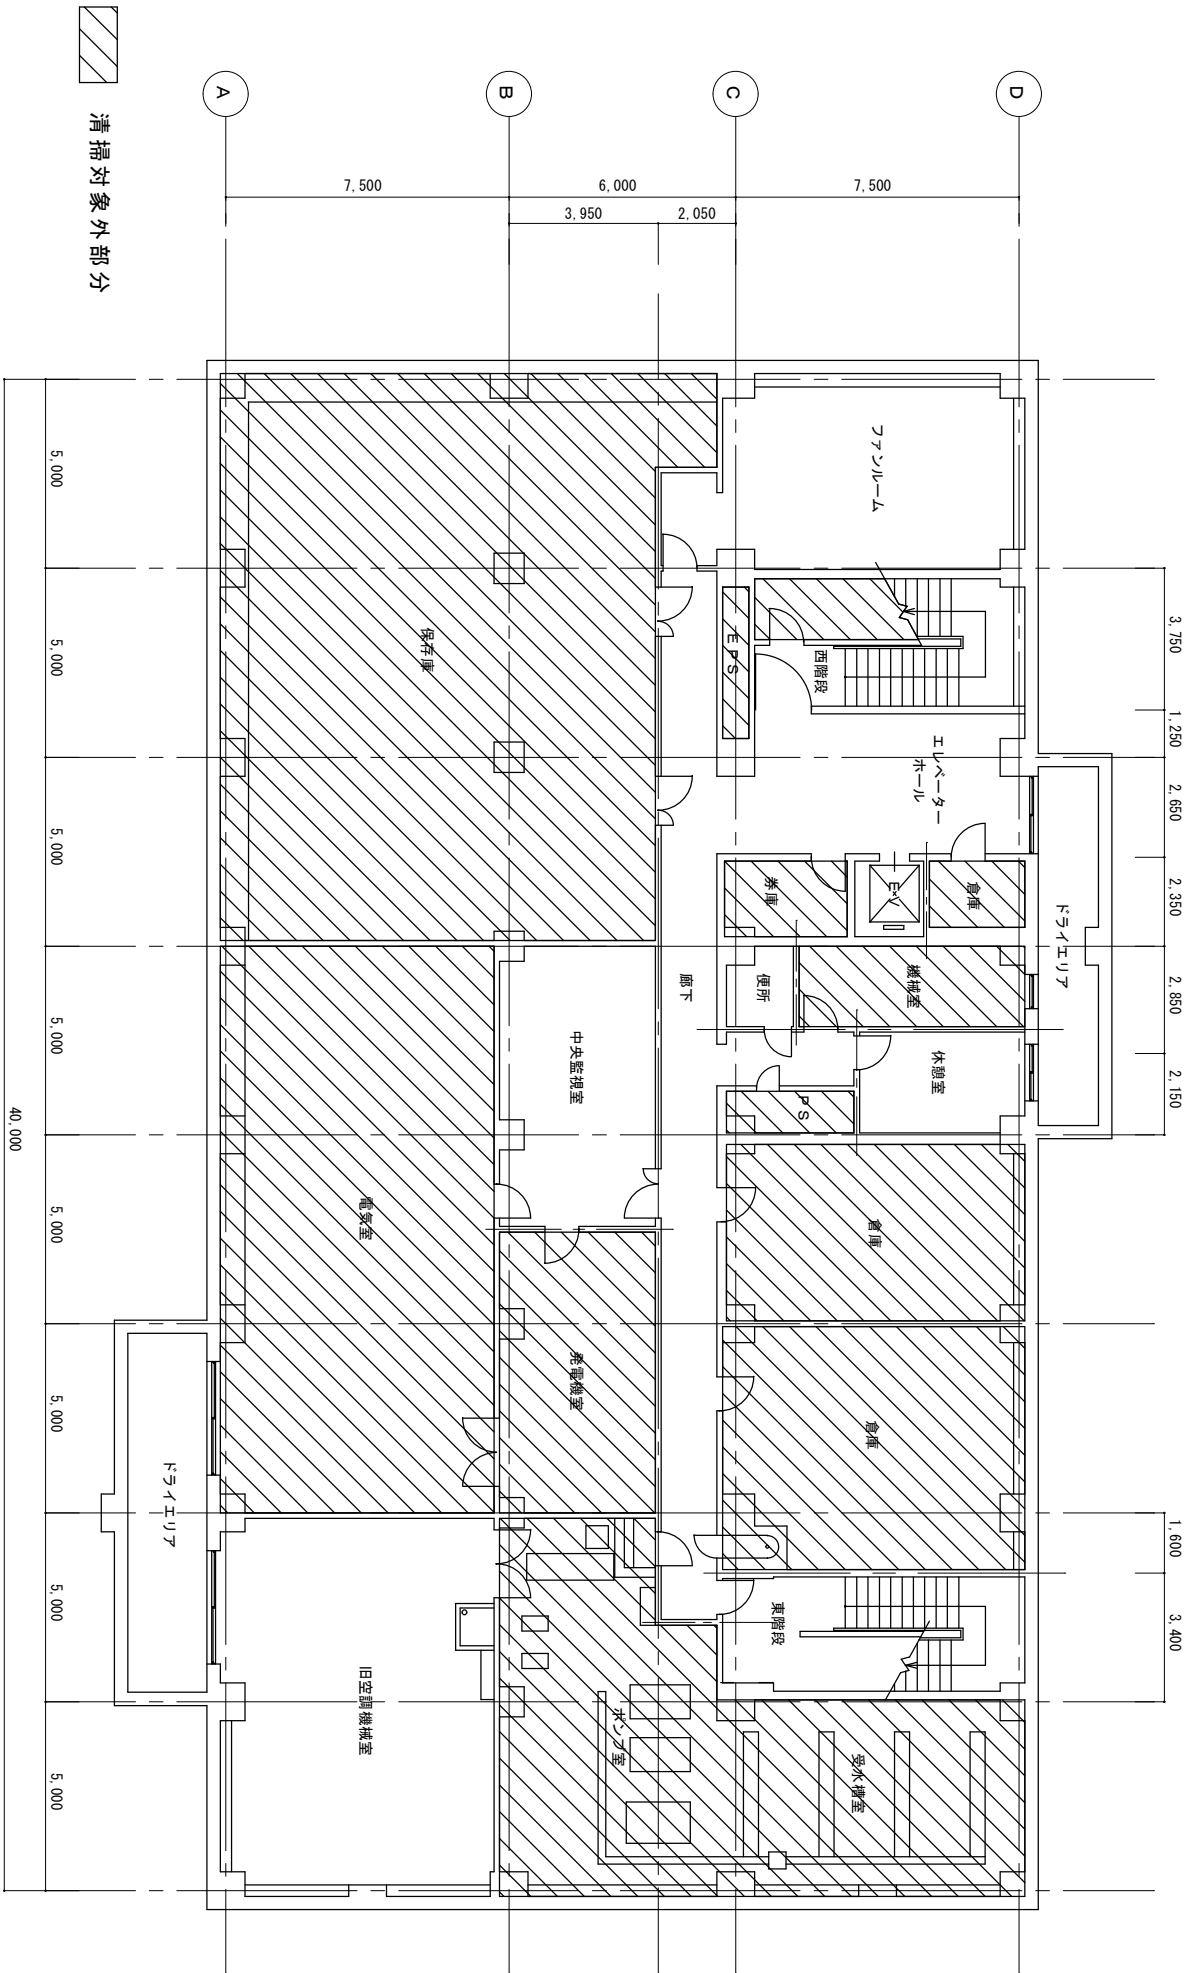 3,750
1,250
2,650
2,350
2,850
2,150
1,600
3,400
ドライエリア
D
7,500
C
6,000
2,050
3,950
B
7,500
A
ファンルーム
西階段
EPS
エレベーター
ホール
倉庫
EV
券庫
機械室
便所
休憩室
PS
廊下
倉庫
倉庫
東階段
受水槽室
ポンプ室
保存庫
中央監視室
発電機室
電気室
旧空調機械室
ドライエリア
5,000
5,000
5,000
5,000
5,000
5,000
5,000
5,000
40,000
清掃対象外部分